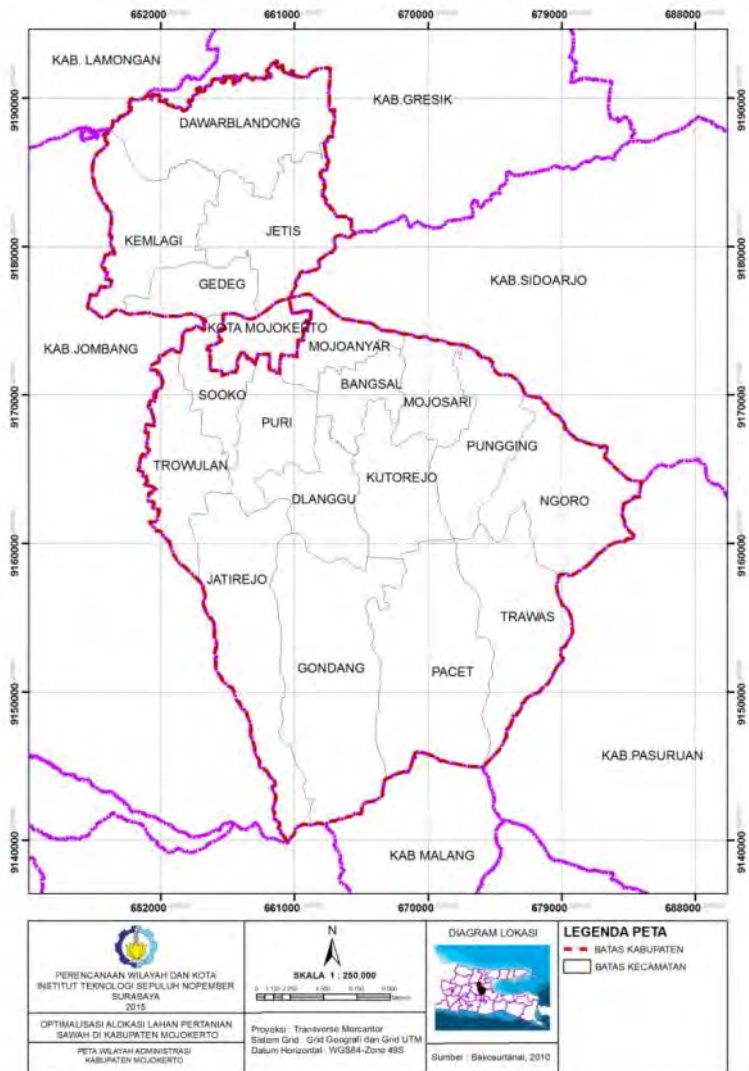 652000 661000 670000 679000 688000
KAB. LAMONGAN
KAB.GRESIK
9190000 9190000
DAWARBLANDONG
KEMLAGI JETIS
9180000 9180000
GEDEG
KAB.SIDOARJO
KOTA MOJOKERTO
KAB.JOMBANG
MOJOANYAR
BANGSAL
SOOKO
MOJOSARI
9170000 9170000
PURI
PUNGGING
TROWULAN
KUTOREJO
DLANGGU
NGORO
9160000 9160000
JATIREJO
TRAWAS
GONDANG PACET
9150000 9150000
KAB.PASURUAN
9140000 9140000
KAB MALANG
652000 661000 670000 679000 688000
PERENCANAAN WILAYAH DAN KOTA
INSTITUT TEKNOLOGI SEPULUH NOPEMBER
SURABAYA
2015
OPTIMALISASI ALOKASI LAHAN PERTANIAN
SAWAH DI KABUPATEN MOJOKERTO
PETA WILAYAH ADMINISTRASI
KABUPATEN MOJOKERTO
N
SKALA 1 : 250,000
Proyeksi : Transverse Mercantor
Sistem Grid : Grid Geografi dan Grid UTM
Datum Horizontal : WGS84-Zone 49S
DIAGRAM LOKASI
Sumber : Bakosurtanal, 2010
LEGENDA PETA
BATAS KABUPATEN
BATAS KECAMATAN